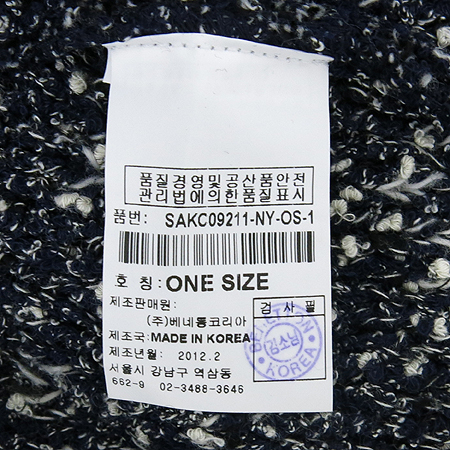 품질경영및공산품안전
관리법에의한품질표시
품번: SAKC09211-NY-OS-1
호 칭: ONE SIZE
제조판매원:
(주)베네통코리아
제조국: MADE IN KOREA
제조년월: 2012.2
서울시 강남구 역삼동
662-9 02-3488-3646
검 사 필
KOREA